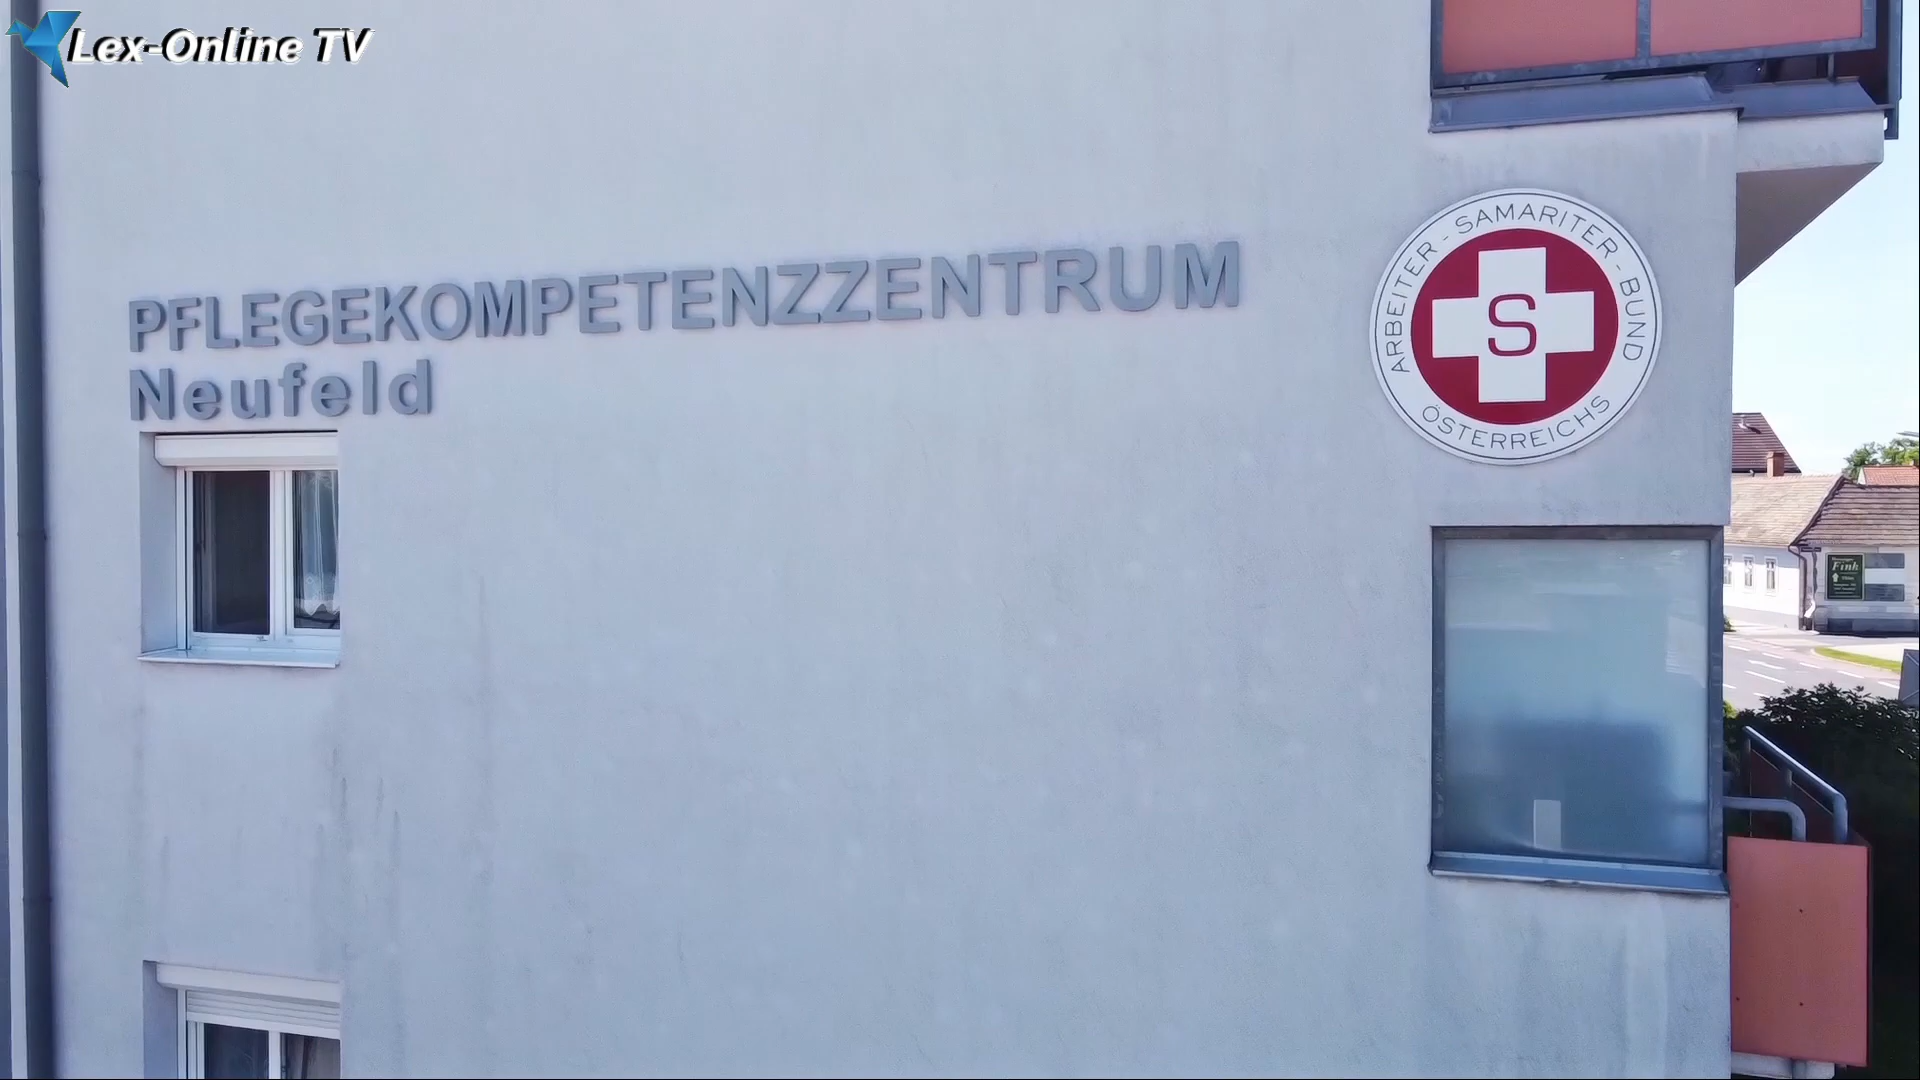 Lex-Online TV
PFLEGEKOMPETENZZENTRUM
Neufeld
ARBEITER - SAMARITER - BUND
ÖSTERREICHS
S
Fink